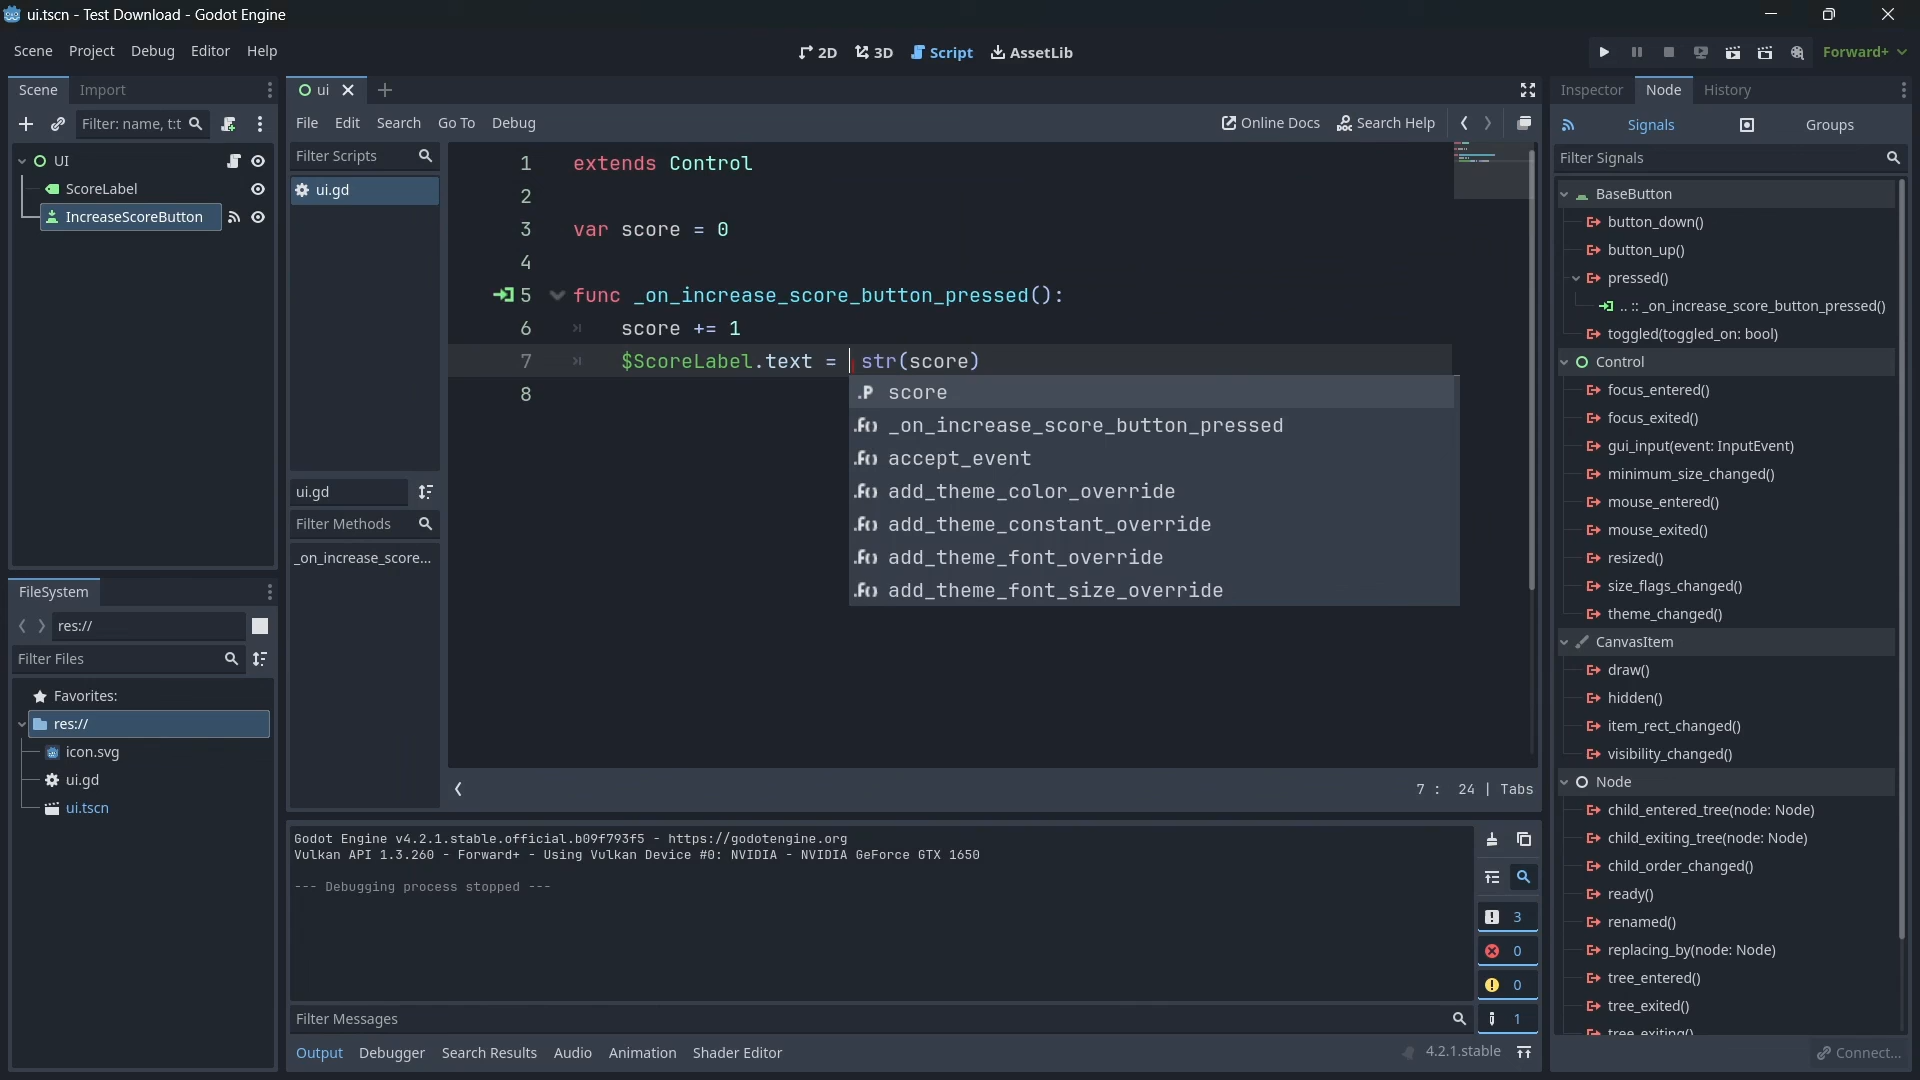 ui.tscn - Test Download - Godot Engine
Scene Project Debug Editor Help
2D 3D Script AssetLib
Forward+
Scene Import
Filter: name, t:t
UI
ScoreLabel
IncreaseScoreButton
FileSystem
res://
Filter Files
Favorites:
res://
icon.svg
ui.gd
ui.tscn
ui
File Edit Search Go To Debug
Online Docs Search Help
Filter Scripts
ui.gd
ui.gd
Filter Methods
_on_increase_score...
1 extends Control
2
3 var score = 0
4
5 func _on_increase_score_button_pressed():
6 score += 1
7 $ScoreLabel.text = str(score)
8
.P score
.f() _on_increase_score_button_pressed
.f() accept_event
.f() add_theme_color_override
.f() add_theme_constant_override
.f() add_theme_font_override
.f() add_theme_font_size_override
7 : 24 | Tabs
Godot Engine v4.2.1.stable.official.b09f793f5 - https://godotengine.org
Vulkan API 1.3.260 - Forward+ - Using Vulkan Device #0: NVIDIA - NVIDIA GeForce GTX 1650
--- Debugging process stopped ---
3
0
0
1
Filter Messages
Output Debugger Search Results Audio Animation Shader Editor
4.2.1.stable
Inspector Node History
Signals Groups
Filter Signals
BaseButton
button_down()
button_up()
pressed()
.. :: _on_increase_score_button_pressed()
toggled(toggled_on: bool)
Control
focus_entered()
focus_exited()
gui_input(event: InputEvent)
minimum_size_changed()
mouse_entered()
mouse_exited()
resized()
size_flags_changed()
theme_changed()
CanvasItem
draw()
hidden()
item_rect_changed()
visibility_changed()
Node
child_entered_tree(node: Node)
child_exiting_tree(node: Node)
child_order_changed()
ready()
renamed()
replacing_by(node: Node)
tree_entered()
tree_exited()
tree_exiting()
Connect...